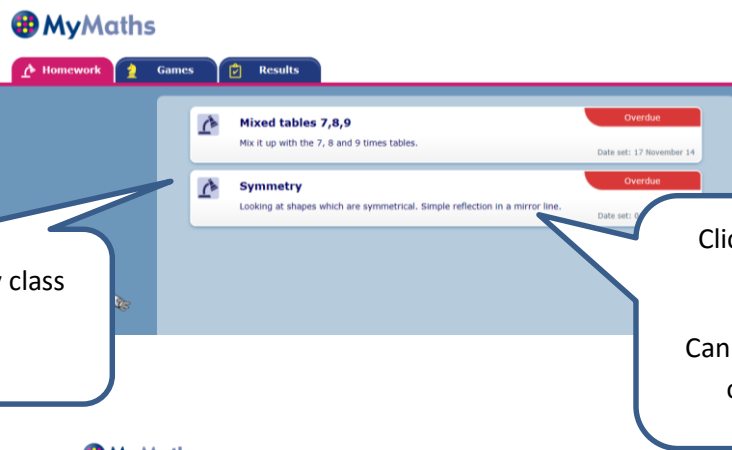 MyMaths
Homework
Games
Results
Mixed tables 7,8,9
Overdue
Mix it up with the 7, 8 and 9 times tables.
Date set: 17 November 14
Symmetry
Overdue
Looking at shapes which are symmetrical. Simple reflection in a mirror line.
Date set:
class
Can